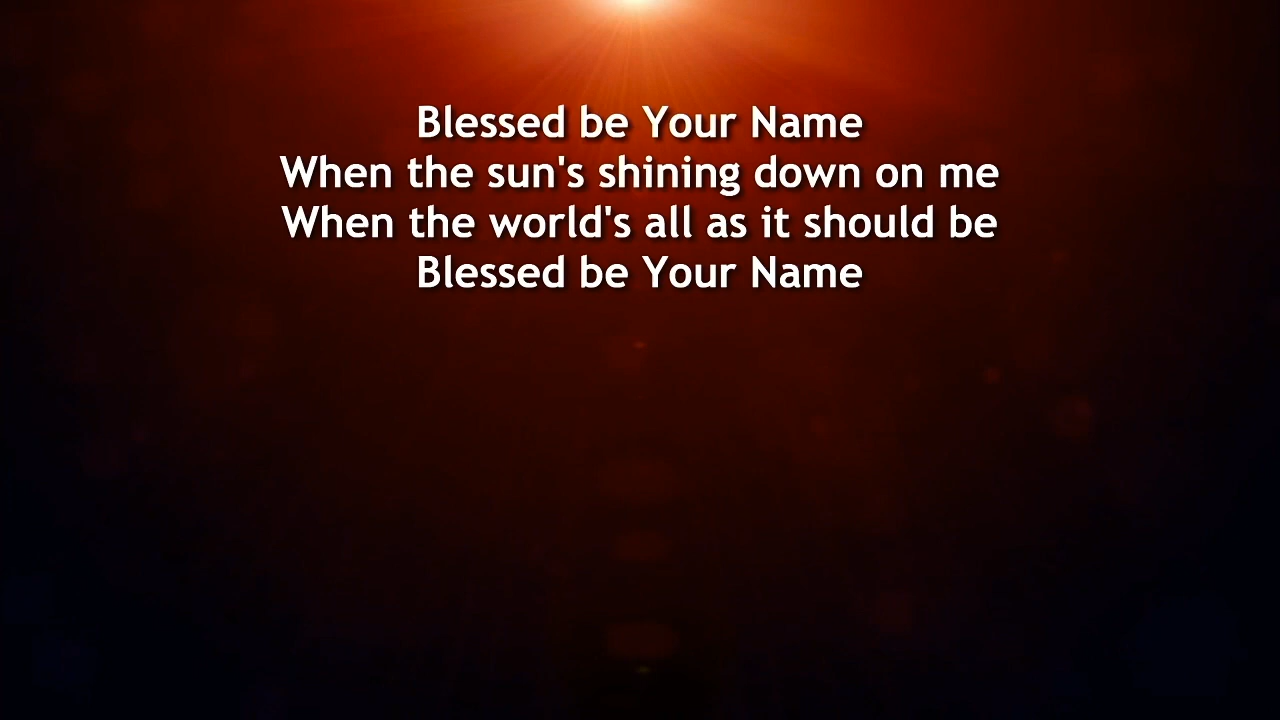 Blessed be Your Name
When the sun's shining down on me
When the world's all as it should be
Blessed be Your Name